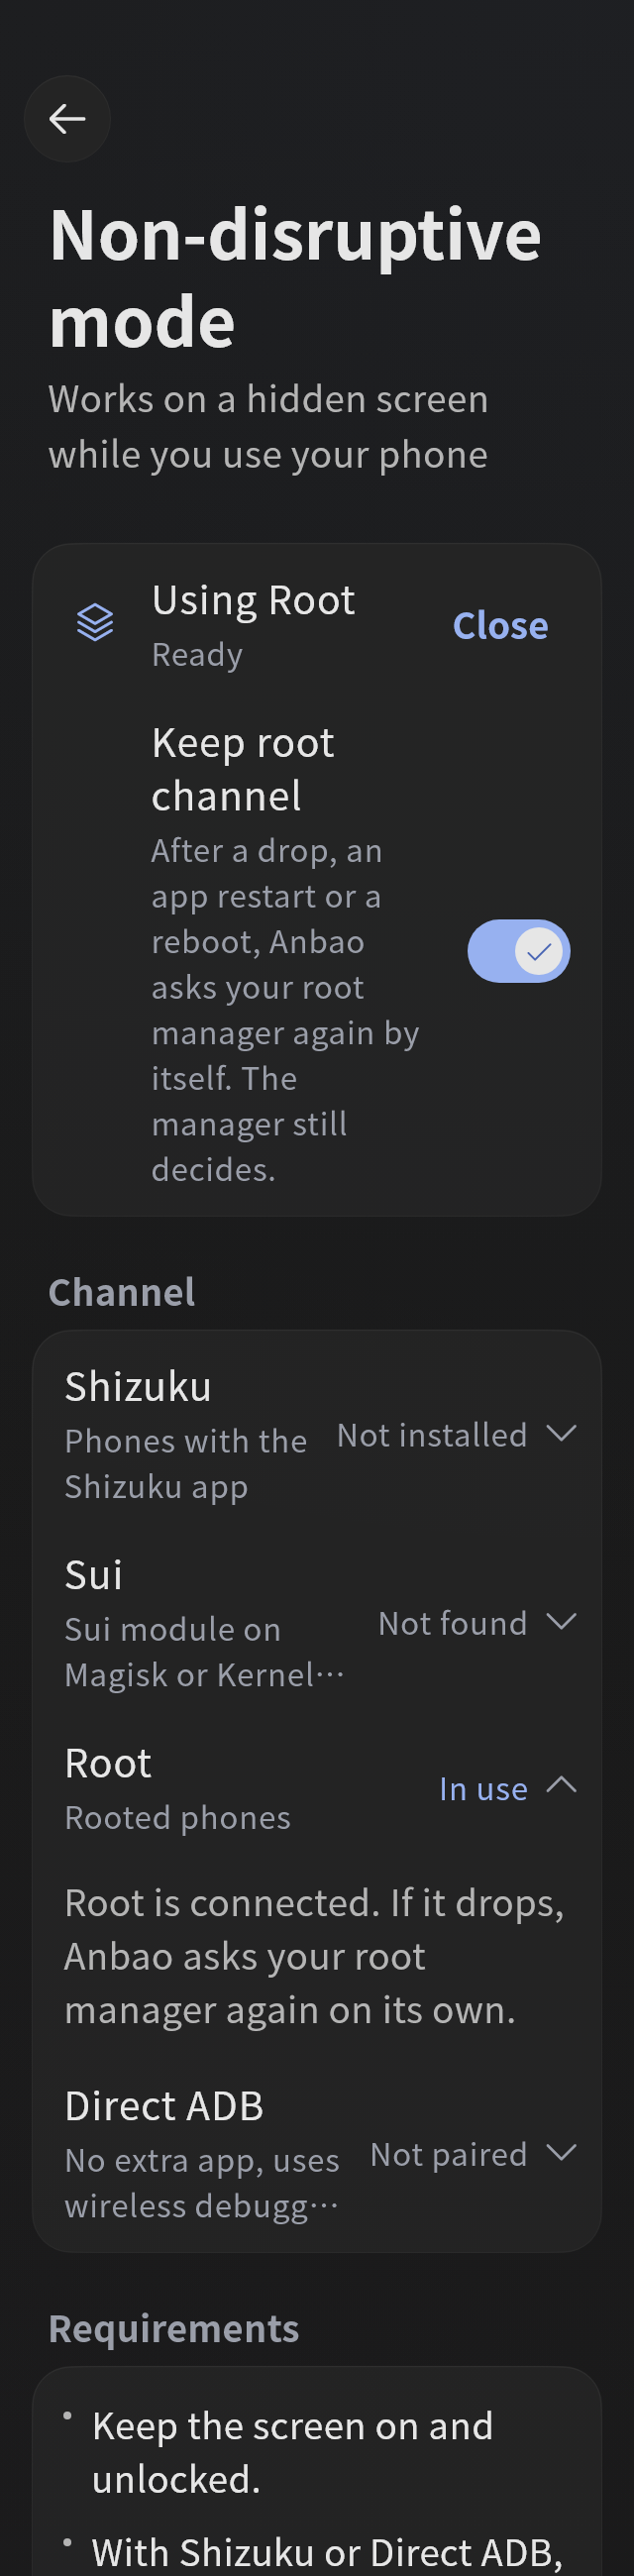 Non-disruptive
mode
Works on a hidden screen
while you use your phone
Using Root
Ready
Close
Keep root
channel
After a drop, an
app restart or a
reboot, Anbao
asks your root
manager again by
itself. The
manager still
decides.
Channel
Shizuku
Phones with the
Shizuku app
Not installed
Sui
Sui module on
Magisk or Kernel…
Not found
Root
Rooted phones
In use
Root is connected. If it drops,
Anbao asks your root
manager again on its own.
Direct ADB
No extra app, uses
wireless debugg…
Not paired
Requirements
• Keep the screen on and
unlocked.
• With Shizuku or Direct ADB,